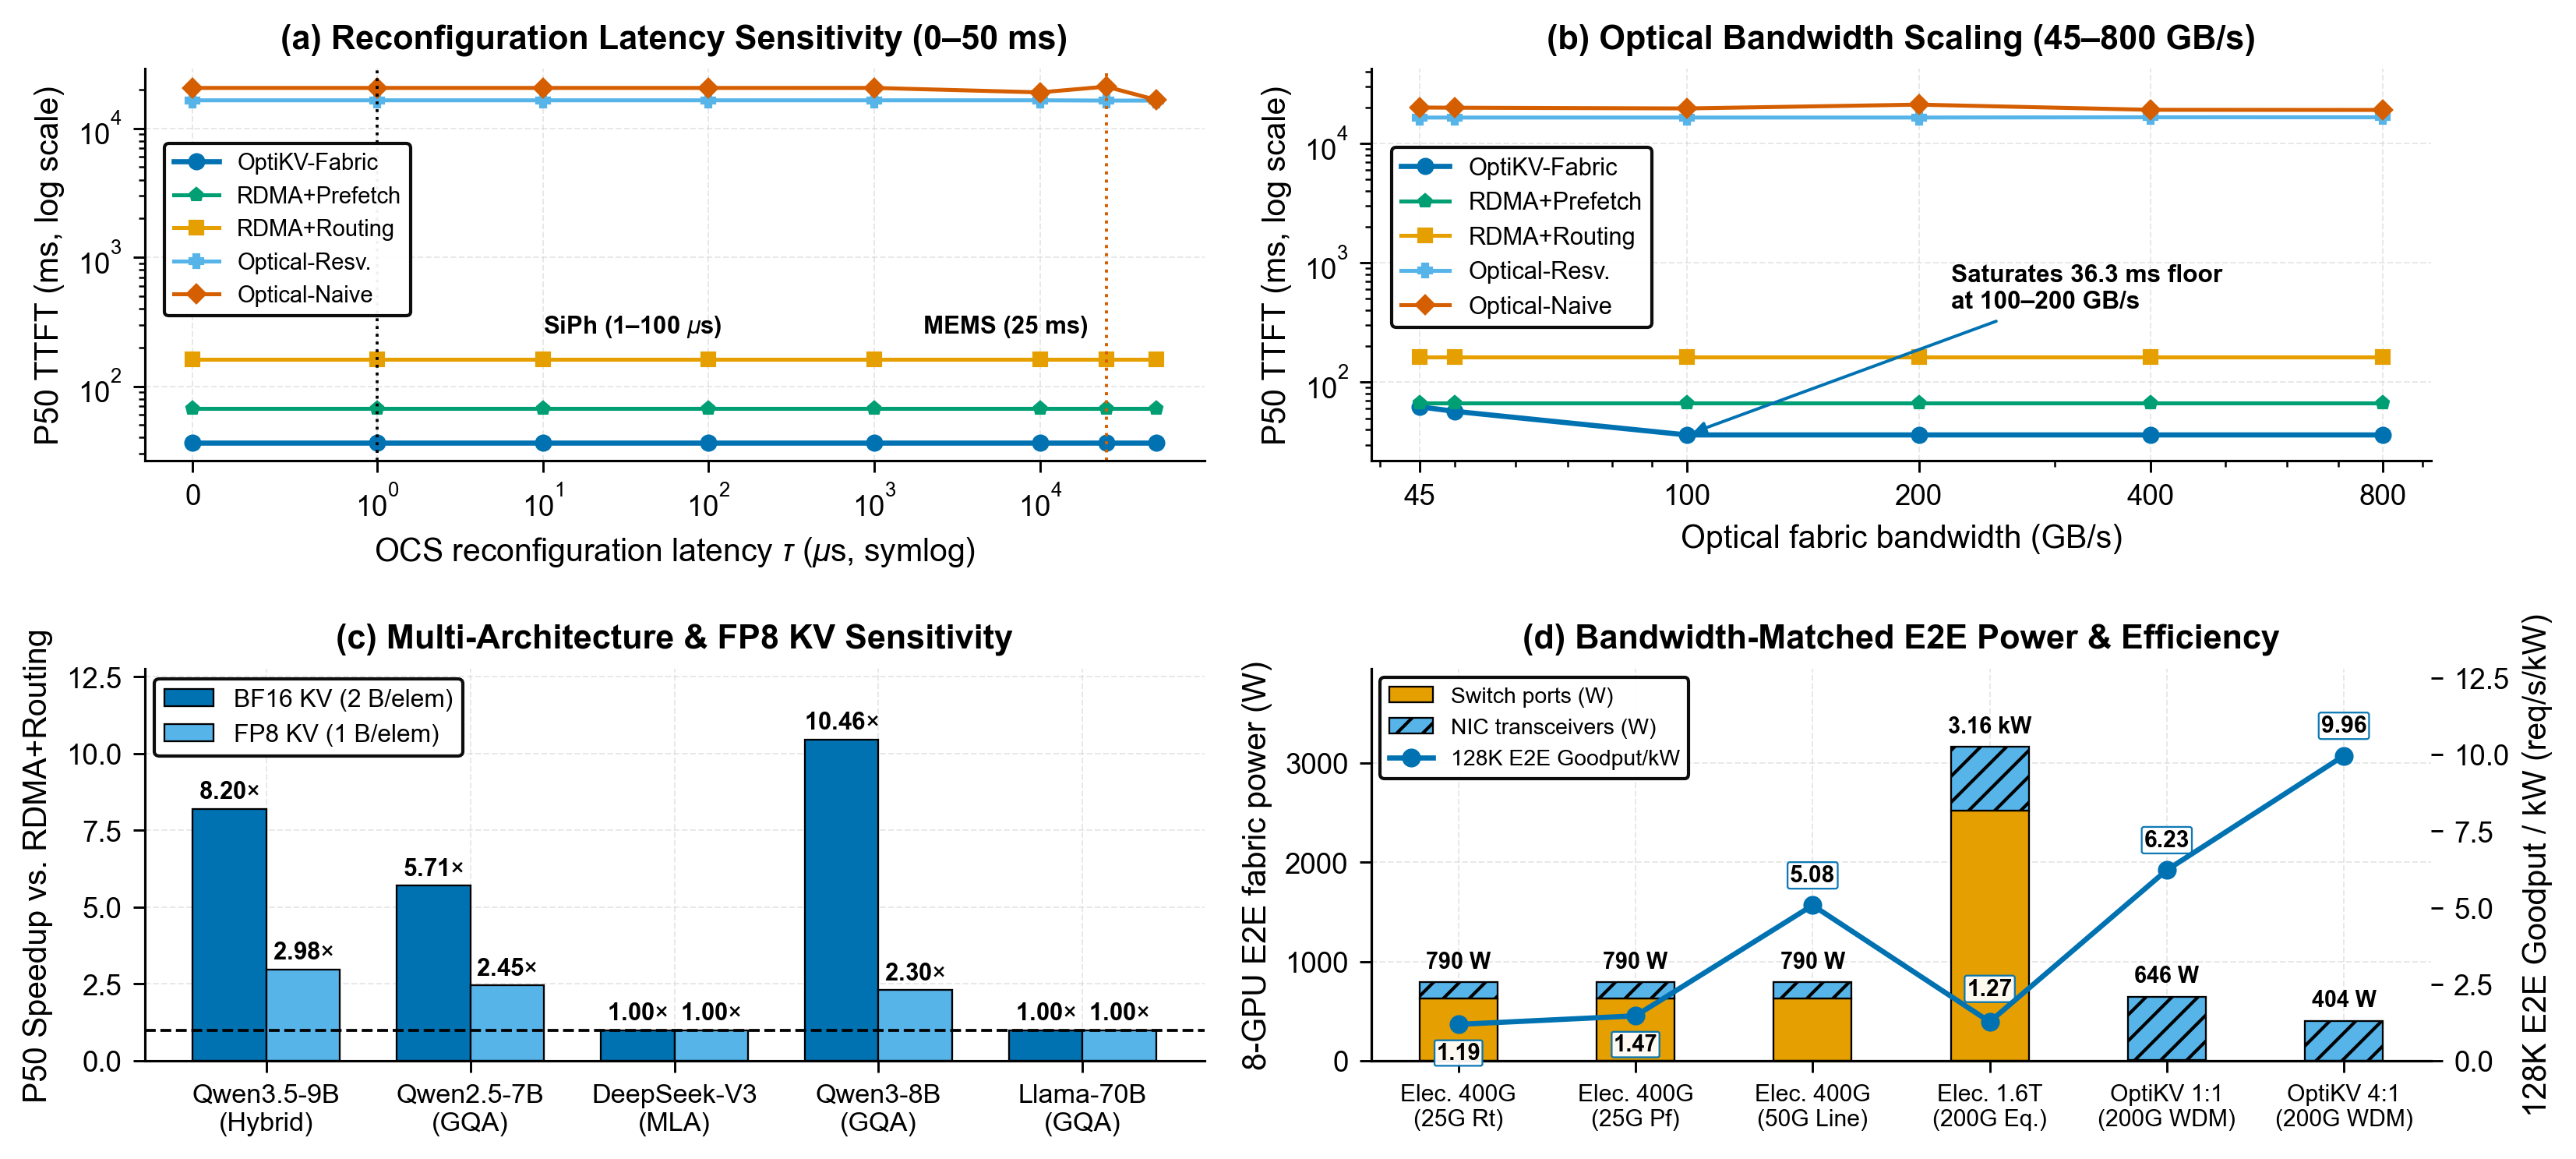 (a) Reconfiguration Latency Sensitivity (0–50 ms)
P50 TTFT (ms, log scale)
10^4
10^3
10^2
OptiKV-Fabric
RDMA+Prefetch
RDMA+Routing
Optical-Resv.
Optical-Naive
SiPh (1–100 μs)
MEMS (25 ms)
0
10^0
10^1
10^2
10^3
10^4
OCS reconfiguration latency τ (μs, symlog)
(b) Optical Bandwidth Scaling (45–800 GB/s)
P50 TTFT (ms, log scale)
10^4
10^3
10^2
OptiKV-Fabric
RDMA+Prefetch
RDMA+Routing
Optical-Resv.
Optical-Naive
Saturates 36.3 ms floor
at 100–200 GB/s
45
100
200
400
800
Optical fabric bandwidth (GB/s)
(c) Multi-Architecture & FP8 KV Sensitivity
P50 Speedup vs. RDMA+Routing
12.5
10.0
7.5
5.0
2.5
0.0
BF16 KV (2 B/elem)
FP8 KV (1 B/elem)
8.20×
2.98×
5.71×
2.45×
1.00×
1.00×
10.46×
2.30×
1.00×
1.00×
Qwen3.5-9B
(Hybrid)
Qwen2.5-7B
(GQA)
DeepSeek-V3
(MLA)
Qwen3-8B
(GQA)
Llama-70B
(GQA)
(d) Bandwidth-Matched E2E Power & Efficiency
8-GPU E2E fabric power (W)
3000
2000
1000
0
Switch ports (W)
NIC transceivers (W)
128K E2E Goodput/kW
790 W
790 W
790 W
3.16 kW
646 W
404 W
1.19
1.47
5.08
1.27
6.23
9.96
12.5
10.0
7.5
5.0
2.5
0.0
128K E2E Goodput / kW (req/s/kW)
Elec. 400G
(25G Rt)
Elec. 400G
(25G Pf)
Elec. 400G
(50G Line)
Elec. 1.6T
(200G Eq.)
OptiKV 1:1
(200G WDM)
OptiKV 4:1
(200G WDM)